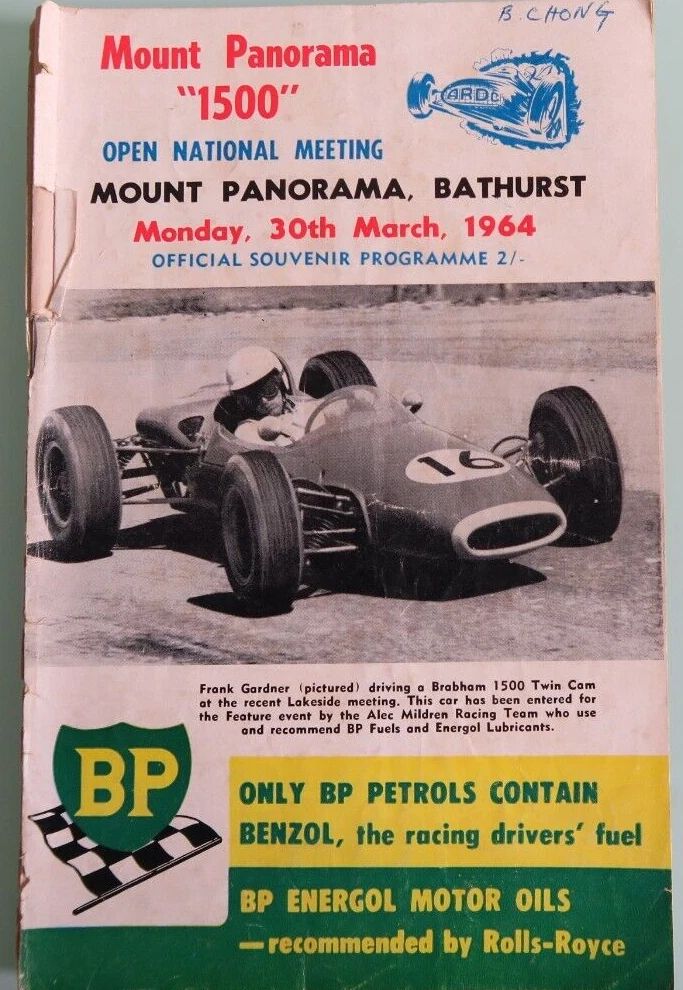 B. CHONG
Mount Panorama
"1500"
ARDC
OPEN NATIONAL MEETING
MOUNT PANORAMA, BATHURST
Monday, 30th March, 1964
OFFICIAL SOUVENIR PROGRAMME 2/-
16
Frank Gardner (pictured) driving a Brabham 1500 Twin Cam
at the recent Lakeside meeting. This car has been entered for
the Feature event by the Alec Mildren Racing Team who use
and recommend BP Fuels and Energol Lubricants.
BP
ONLY BP PETROLS CONTAIN
BENZOL, the racing drivers' fuel
BP ENERGOL MOTOR OILS
—recommended by Rolls-Royce